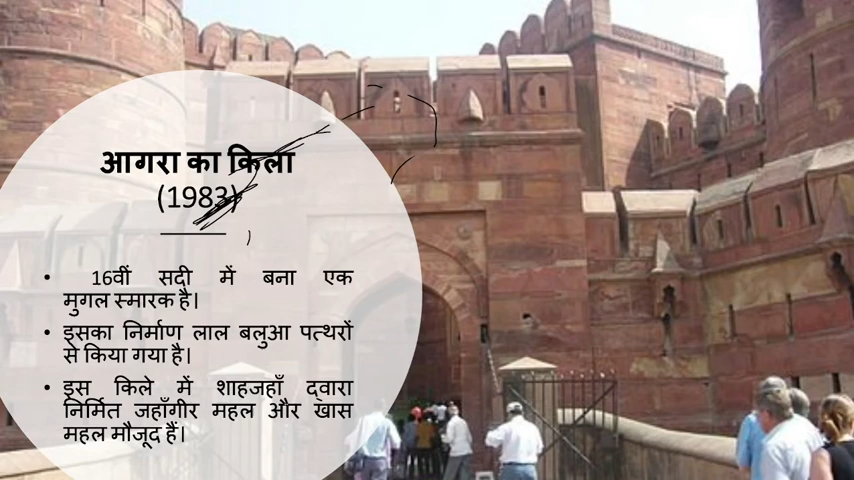 आगरा का किला
(1983)
• 16वीं सदी में बना एक
मुगल स्मारक है।
• इसका निर्माण लाल बलुआ पत्थरों
से किया गया है।
• इस किले में शाहजहाँ द्वारा
निर्मित जहाँगीर महल और खास
महल मौजूद हैं।